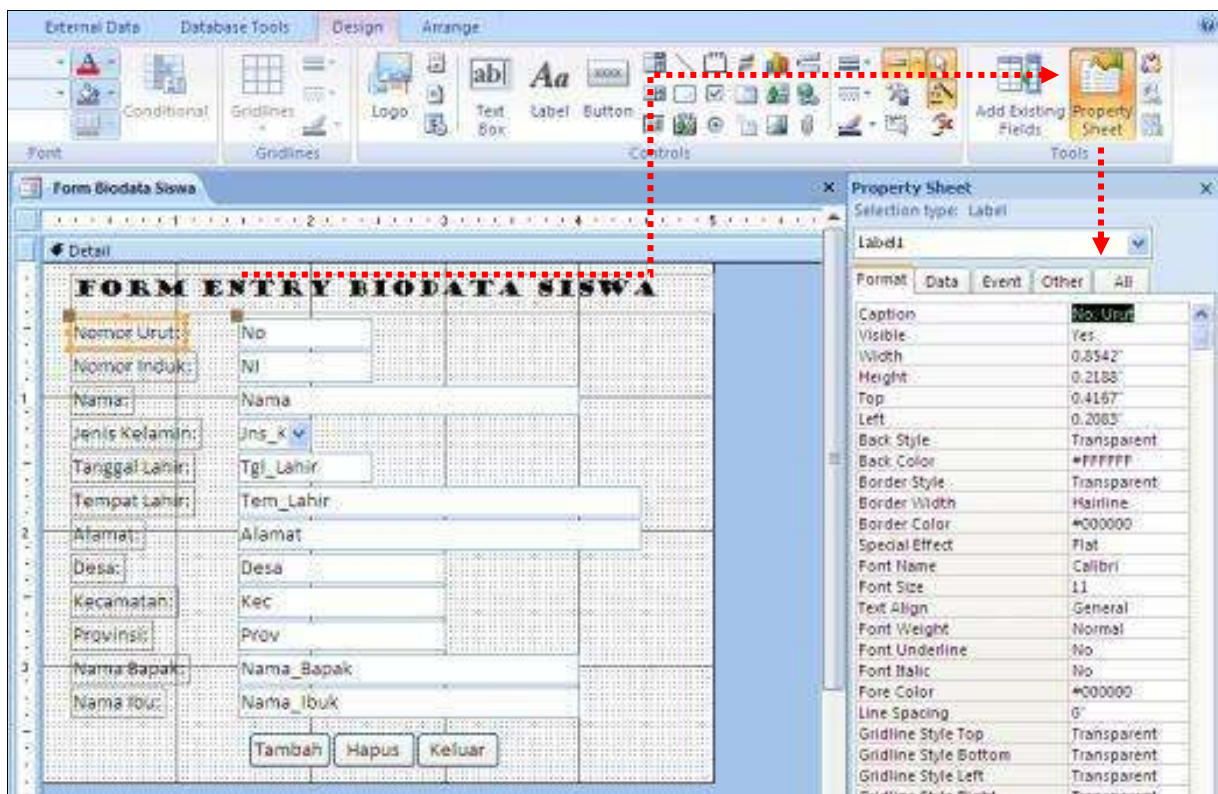 External Data Database Tools Design Arrange
Conditional Gridlines Logo Text Box Label Button Add Existing Fields Property Sheet
Font Gridlines Controls Tools
Form Biodata Siswa
Detail
FORM ENTRY BIODATA SISWA
Nomor Urut: No
Nomor Induk: NI
Nama: Nama
Jenis Kelamin: Jns_K
Tanggal Lahir: Tgl_Lahir
Tempat Lahir: Tem_Lahir
Alamat: Alamat
Desa: Desa
Kecamatan: Kec
Provinsi: Prov
Nama Bapak: Nama_Bapak
Nama Ibu: Nama_Ibuk
Tambah Hapus Keluar
Property Sheet
Selection type: Label
Label1
Format Data Event Other All
Caption No. Urut
Visible Yes
Width 0.8542"
Height 0.2188"
Top 0.4167"
Left 0.2083"
Back Style Transparent
Back Color #FFFFFF
Border Style Transparent
Border Width Hairline
Border Color #000000
Special Effect Flat
Font Name Calibri
Font Size 11
Text Align General
Font Weight Normal
Font Underline No
Font Italic No
Fore Color #000000
Line Spacing 0"
Gridline Style Top Transparent
Gridline Style Bottom Transparent
Gridline Style Left Transparent